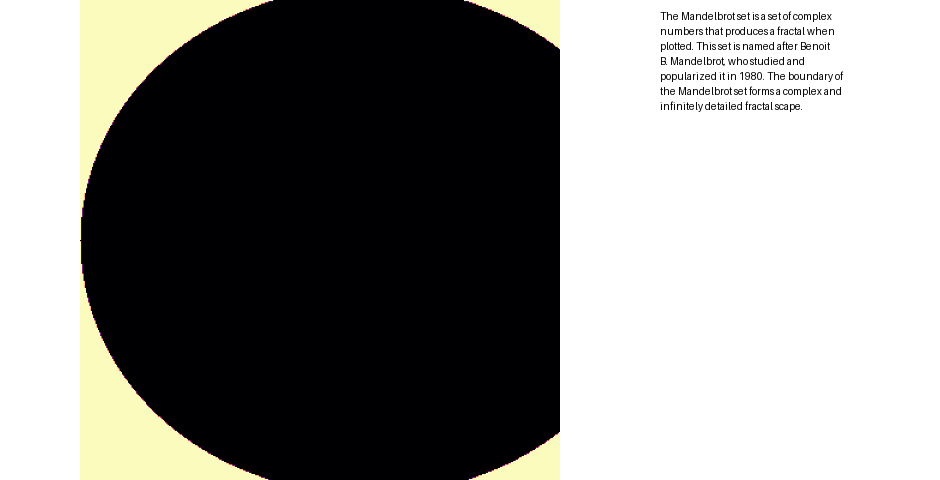 The Mandelbrot set is a set of complex
numbers that produces a fractal when
plotted. This set is named after Benoit
B. Mandelbrot, who studied and
popularized it in 1980. The boundary of
the Mandelbrot set forms a complex and
infinitely detailed fractal scape.